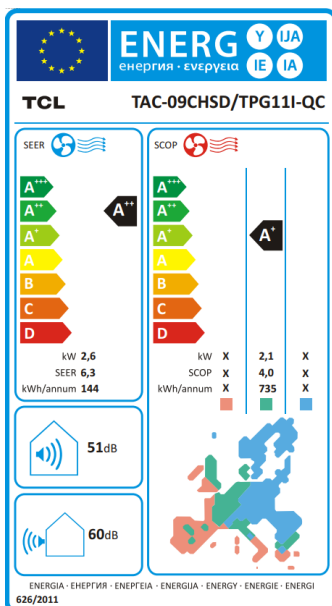 ENERG Y IJA
енергия · ενεργεια IE IA
TCL TAC-09CHSD/TPG11I-QC
SEER SCOP
A+++ A+++
A++ A++ A++
A+ A+ A+
A A
B B
C C
D D
kW 2,6 kW X 2,1 X
SEER 6,3 SCOP X 4,0 X
kWh/annum 144 kWh/annum X 735 X
51dB
60dB
ENERGIA · ЕНЕРГИЯ · ΕΝΕΡΓΕΙΑ · ENERGIJA · ENERGY · ENERGIE · ENERGI
626/2011